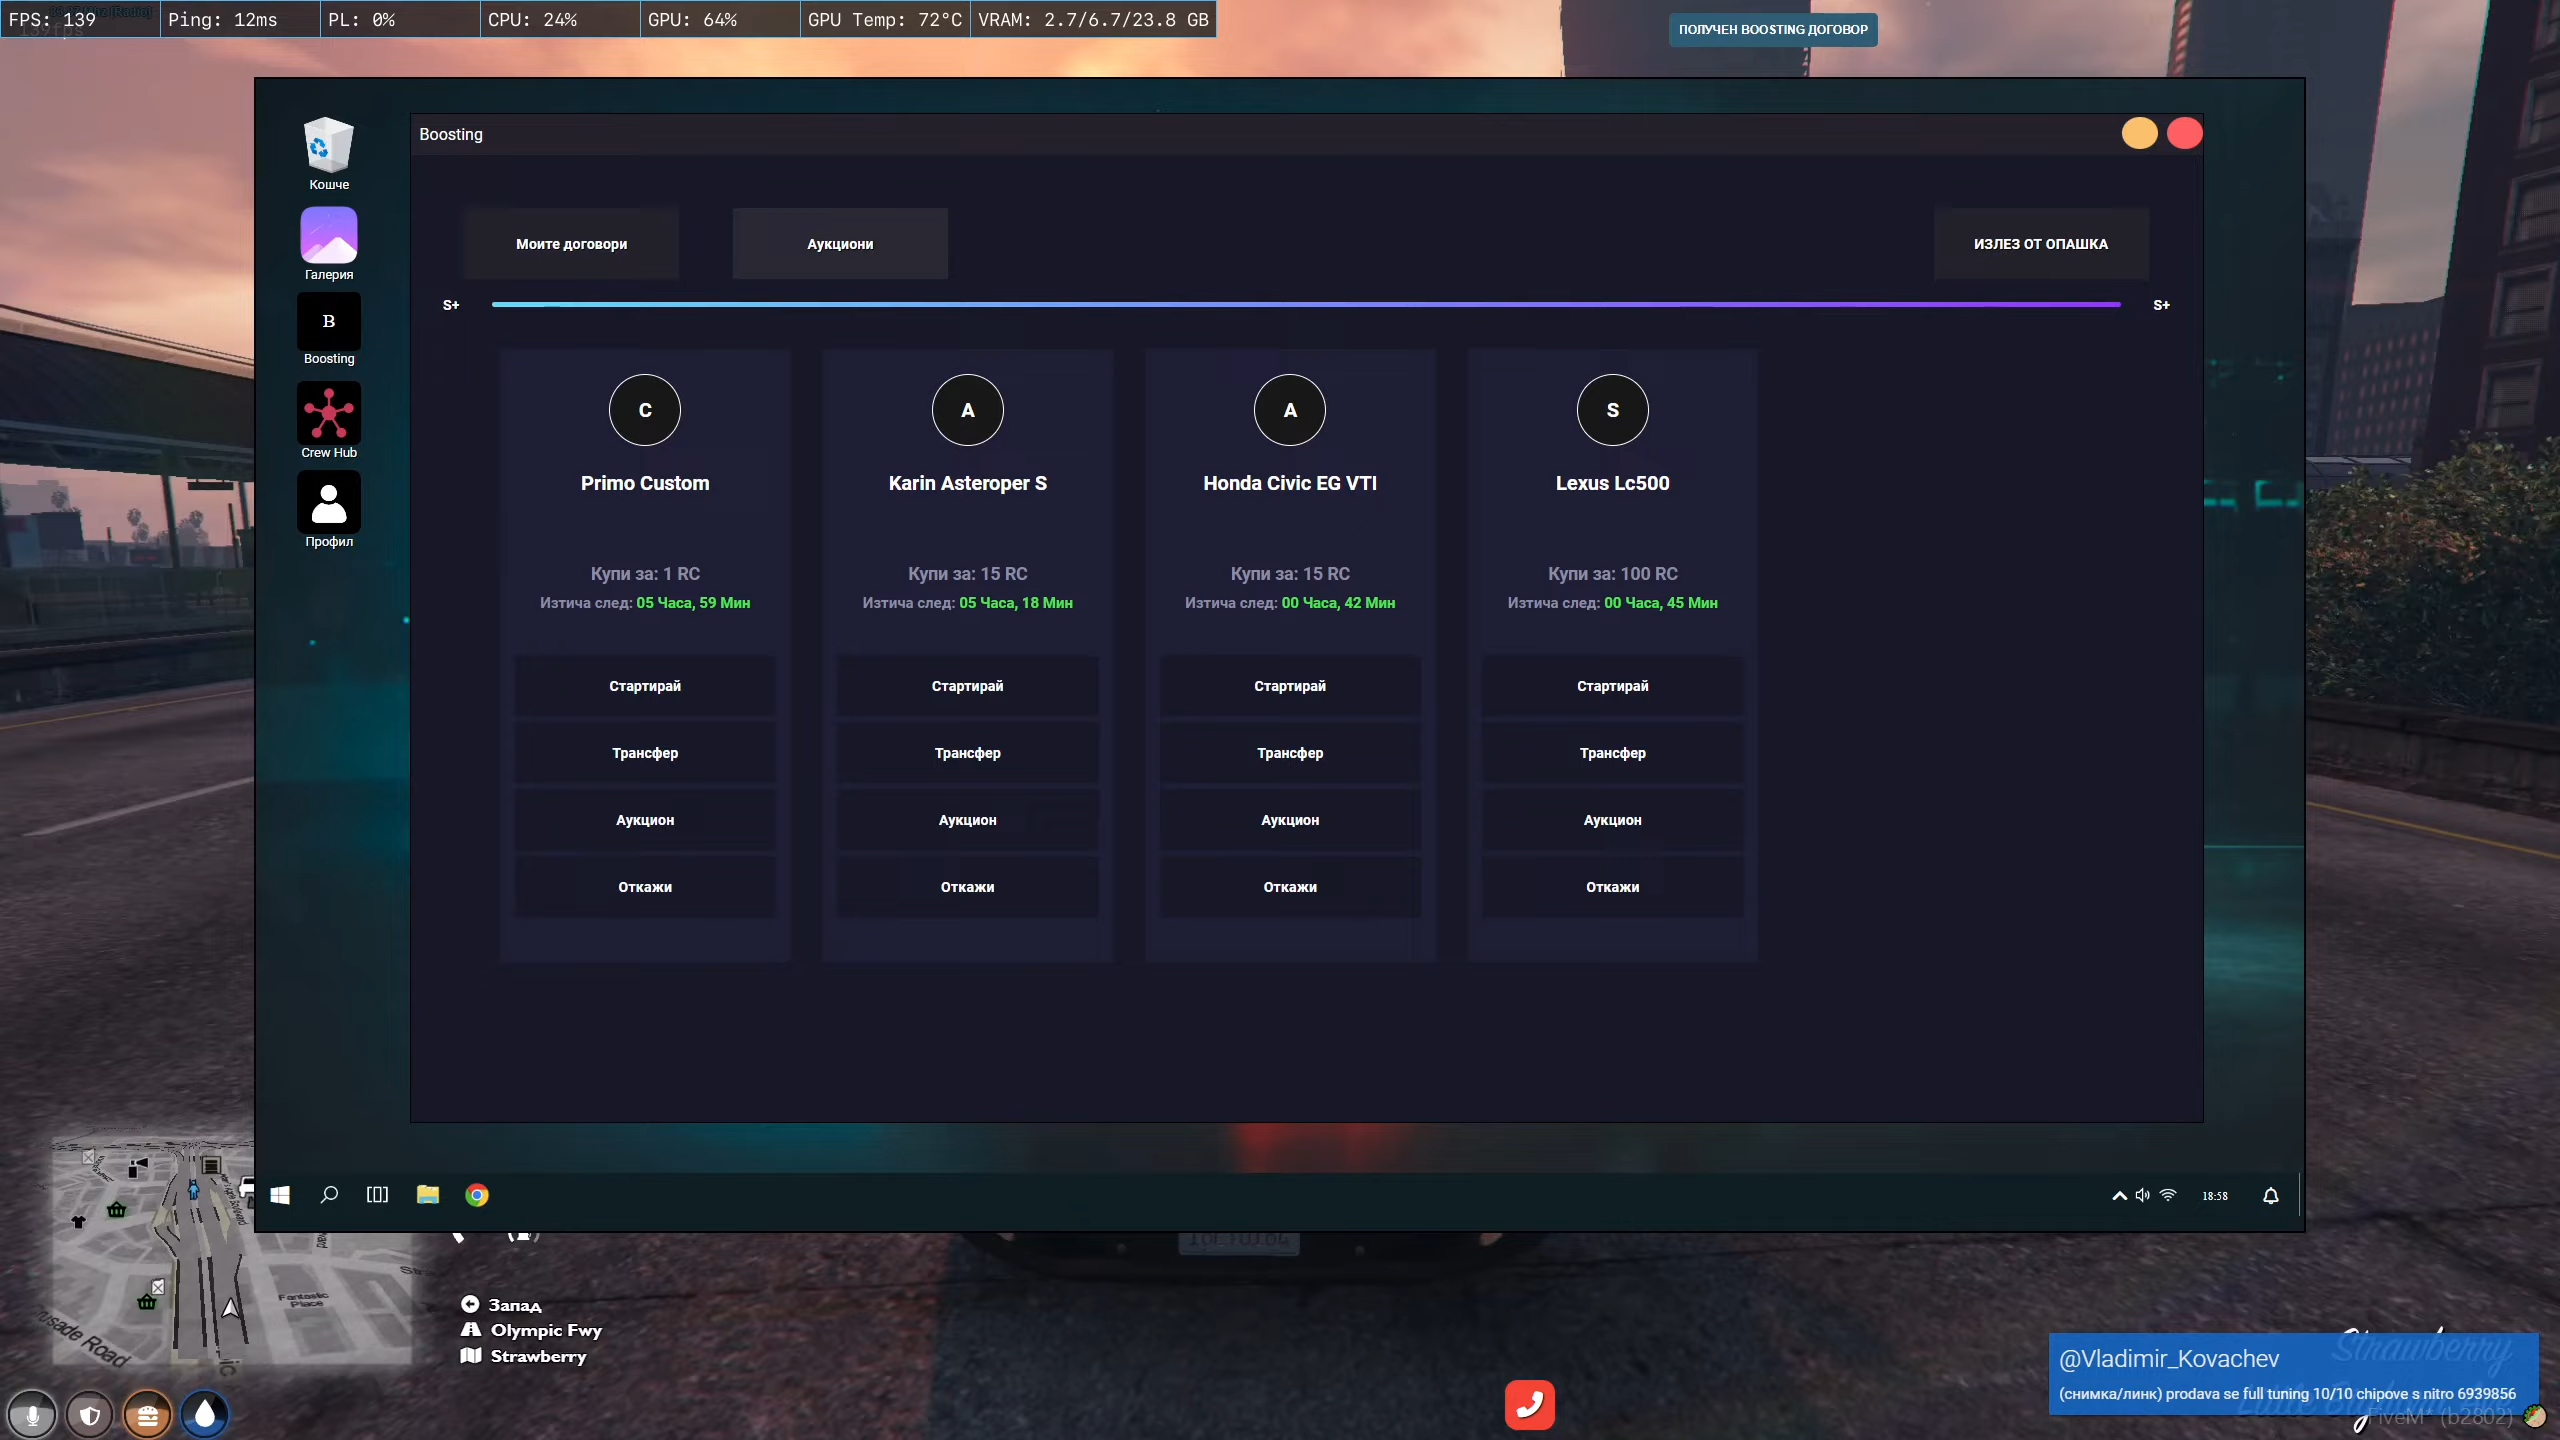 FPS: 139
Ping: 12ms
PL: 0%
CPU: 24%
GPU: 64%
GPU Temp: 72°C
VRAM: 2.7/6.7/23.8 GB
139fps
ПОЛУЧЕН BOOSTING ДОГОВОР
Boosting
Кошче
Галерия
B
Boosting
Crew Hub
Профил
Моите договори
Аукциони
ИЗЛЕЗ ОТ ОПАШКА
S+
S+
C
Primo Custom
Купи за: 1 RC
Изтича след: 05 Часа, 59 Мин
Стартирай
Трансфер
Аукцион
Откажи
A
Karin Asteroper S
Купи за: 15 RC
Изтича след: 05 Часа, 18 Мин
Стартирай
Трансфер
Аукцион
Откажи
A
Honda Civic EG VTI
Купи за: 15 RC
Изтича след: 00 Часа, 42 Мин
Стартирай
Трансфер
Аукцион
Откажи
S
Lexus Lc500
Купи за: 100 RC
Изтича след: 00 Часа, 45 Мин
Стартирай
Трансфер
Аукцион
Откажи
18:58
Fantastic
Place
Запад
Olympic Fwy
Strawberry
Strawberry
@Vladimir_Kovachev
(снимка/линк) prodava se full tuning 10/10 chipove s nitro 6939856
FiveM* (b2802)